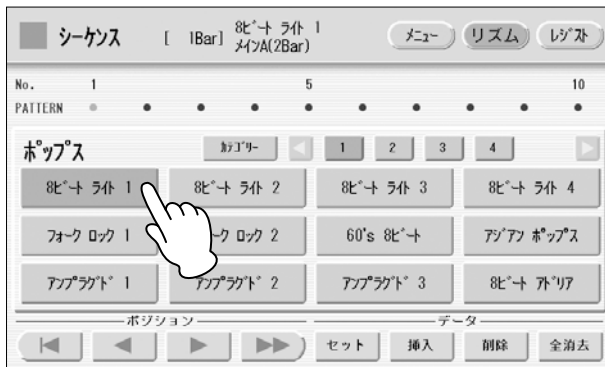 シーケンス [ 1Bar] 8ビート ライト 1
メインA(2Bar)
メニュー リズム レジスト
No. 1 5 10
PATTERN
ポップス カテゴリー 1 2 3 4
8ビート ライト 1 8ビート ライト 2 8ビート ライト 3 8ビート ライト 4
フォーク ロック 1 ーク ロック 2 60's 8ビート アジアン ポップス
アンプラグド 1 アンプラグド 2 アンプラグド 3 8ビート アドリア
ポジション データ
セット 挿入 削除 全消去